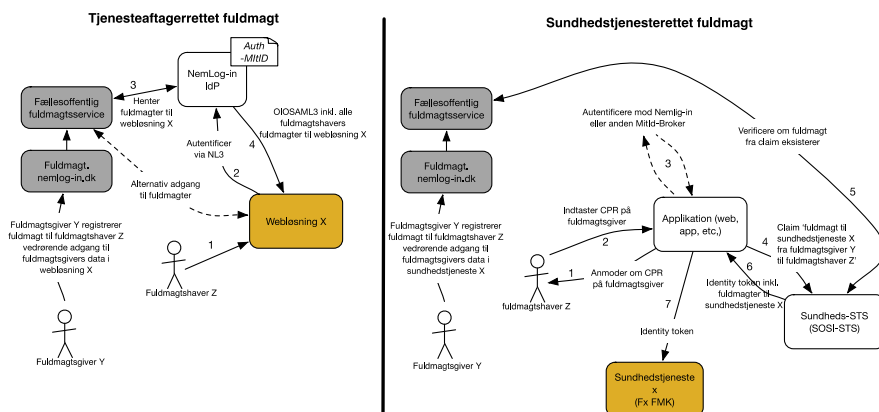 Tjenesteaftagerrettet fuldmagt
Auth
-MItID
NemLog-in
IdP
3
Henter
fuldmagter til
webløsning X
Fællesoffentlig
fuldmagtsservice
OIOSAML3 inkl. alle
fuldmagtshavers
fuldmagter til webløsning X
4
Autentificer
via NL3
2
Fuldmagt.
nemlog-in.dk
Alternativ adgang
til fuldmagter
Webløsning X
Fuldmagtsgiver Y registrerer
fuldmagt til fuldmagtshaver Z
vedrørende adgang til
fuldmagtsgivers data i
webløsning X
1
Fuldmagtshaver Z
Fuldmagtsgiver Y
Sundhedstjenesterettet fuldmagt
Fællesoffentlig
fuldmagtsservice
Autentificere mod Nemlig-in
eller anden MitId-Broker
Verificere om fuldmagt
fra claim eksisterer
3
Fuldmagt.
nemlog-in.dk
5
Indtaster CPR på
fuldmagtsgiver
2
Applikation (web,
app, etc,)
Fuldmagtsgiver Y registrerer
fuldmagt til fuldmagtshaver Z
vedrørende adgang til
fuldmagtsgivers data i
sundhedstjeneste X
4
Claim 'fuldmagt til
sundhedstjeneste X
fra fuldmagtsgiver Y
til fuldmagtshaver Z'
6
1
Anmoder om CPR
på fuldmagtsgiver
fuldmagtshaver Z
Identity token inkl.
fuldmagter til
sundhedstjeneste X
7
Identity token
Sundheds-STS
(SOSI-STS)
Fuldmagtsgiver Y
Sundhedstjeneste
x
(Fx FMK)